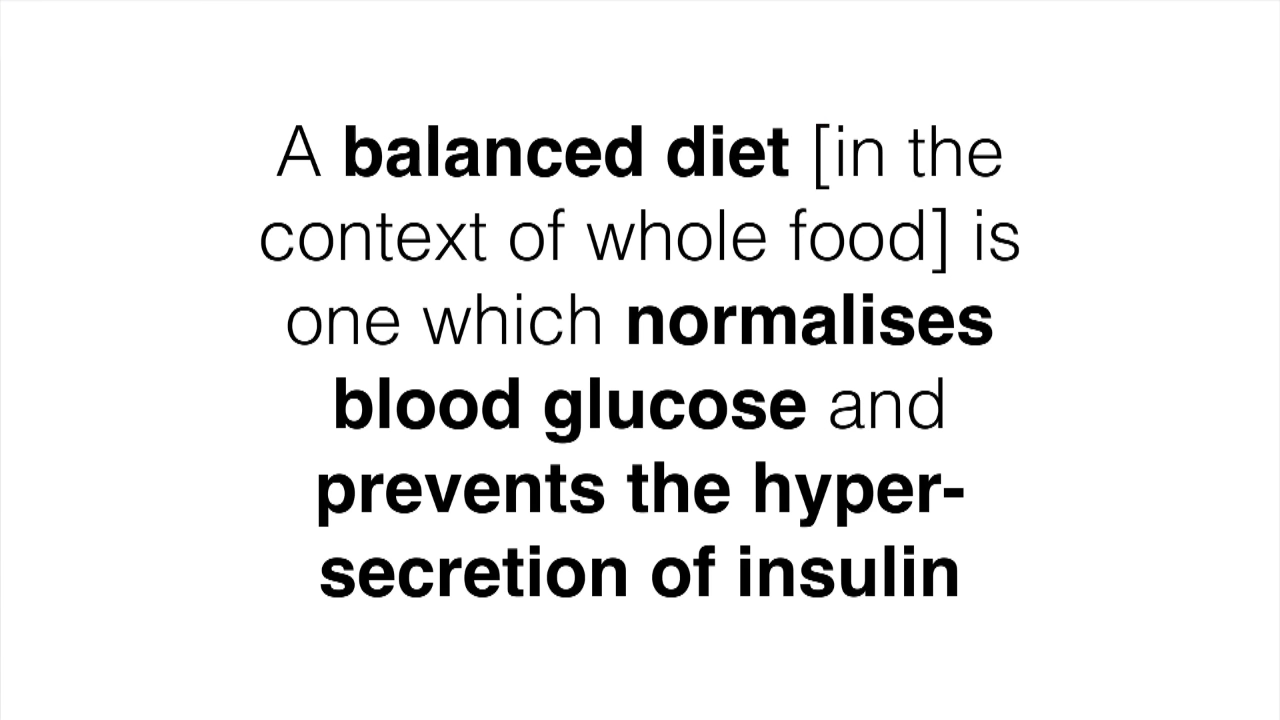 A balanced diet [in the
context of whole food] is
one which normalises
blood glucose and
prevents the hyper-
secretion of insulin